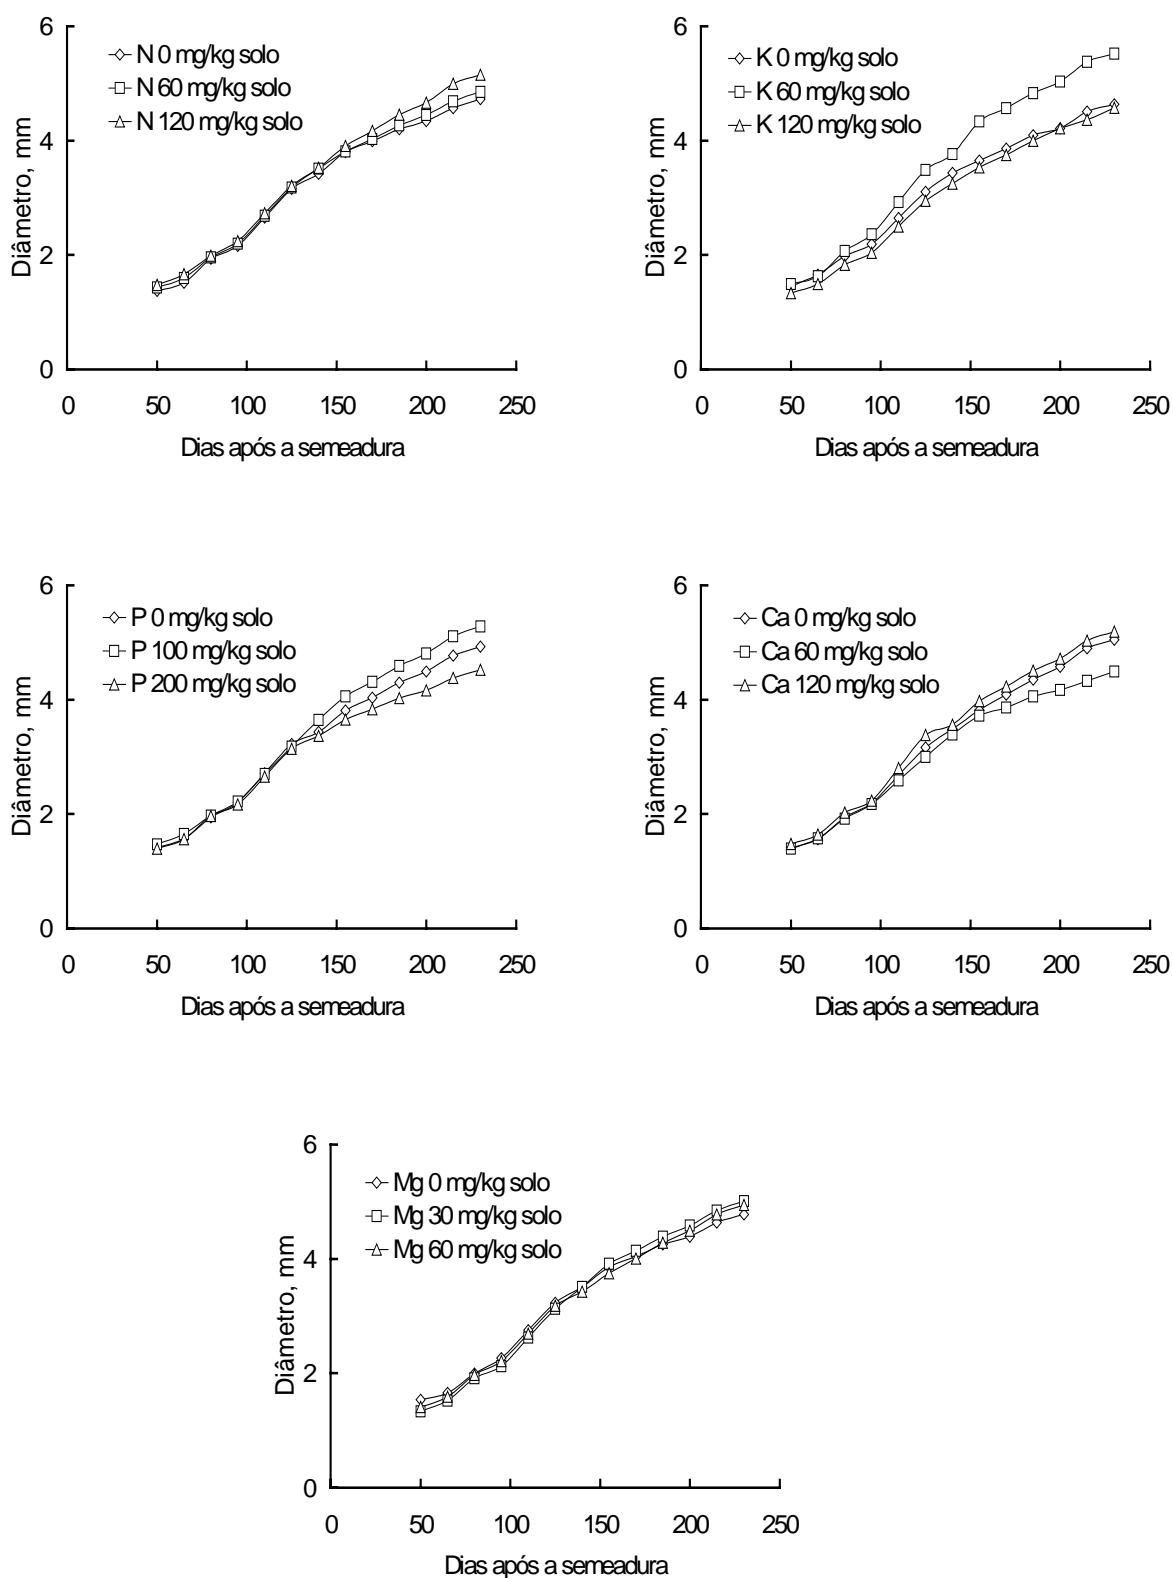 6
N 0 mg/kg solo
N 60 mg/kg solo
N 120 mg/kg solo
4
2
0
0 50 100 150 200 250
Diâmetro, mm
Dias após a semeadura
6
K 0 mg/kg solo
K 60 mg/kg solo
K 120 mg/kg solo
4
2
0
0 50 100 150 200 250
Diâmetro, mm
Dias após a semeadura
6
P 0 mg/kg solo
P 100 mg/kg solo
P 200 mg/kg solo
4
2
0
0 50 100 150 200 250
Diâmetro, mm
Dias após a semeadura
6
Ca 0 mg/kg solo
Ca 60 mg/kg solo
Ca 120 mg/kg solo
4
2
0
0 50 100 150 200 250
Diâmetro, mm
Dias após a semeadura
6
Mg 0 mg/kg solo
Mg 30 mg/kg solo
Mg 60 mg/kg solo
4
2
0
0 50 100 150 200 250
Diâmetro, mm
Dias após a semeadura